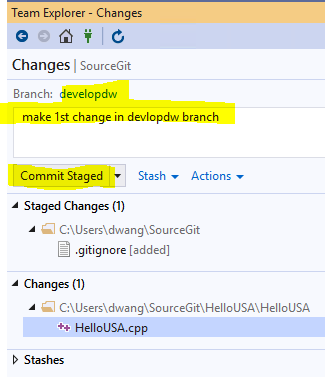 Team Explorer - Changes
Changes | SourceGit
Branch: developdw
make 1st change in devlopdw branch
Commit Staged Stash Actions
Staged Changes (1)
C:\Users\dwang\SourceGit
.gitignore [added]
Changes (1)
C:\Users\dwang\SourceGit\HelloUSA\HelloUSA
HelloUSA.cpp
Stashes